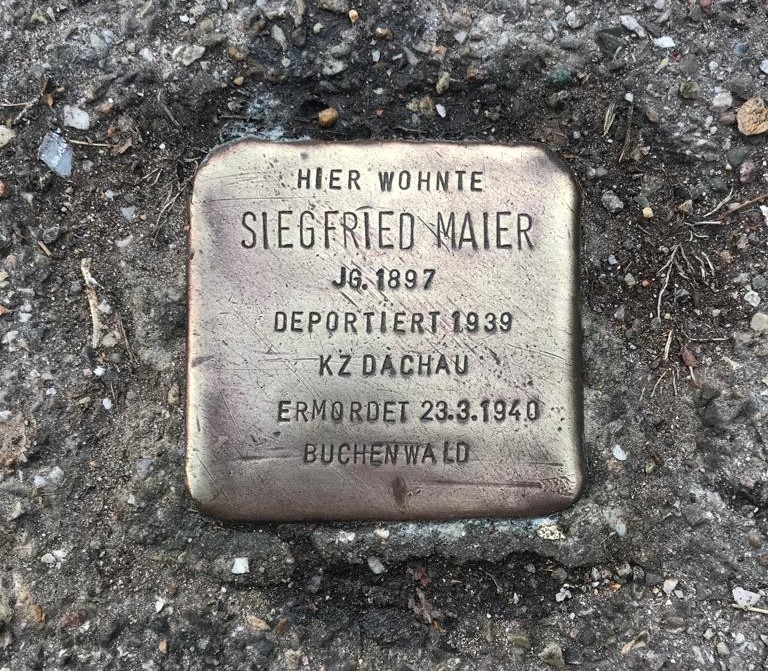 HIER WOHNTE
SIEGFRIED MAIER
JG. 1897
DEPORTIERT 1939
KZ DACHAU
ERMORDET 23.3.1940
BUCHENWALD